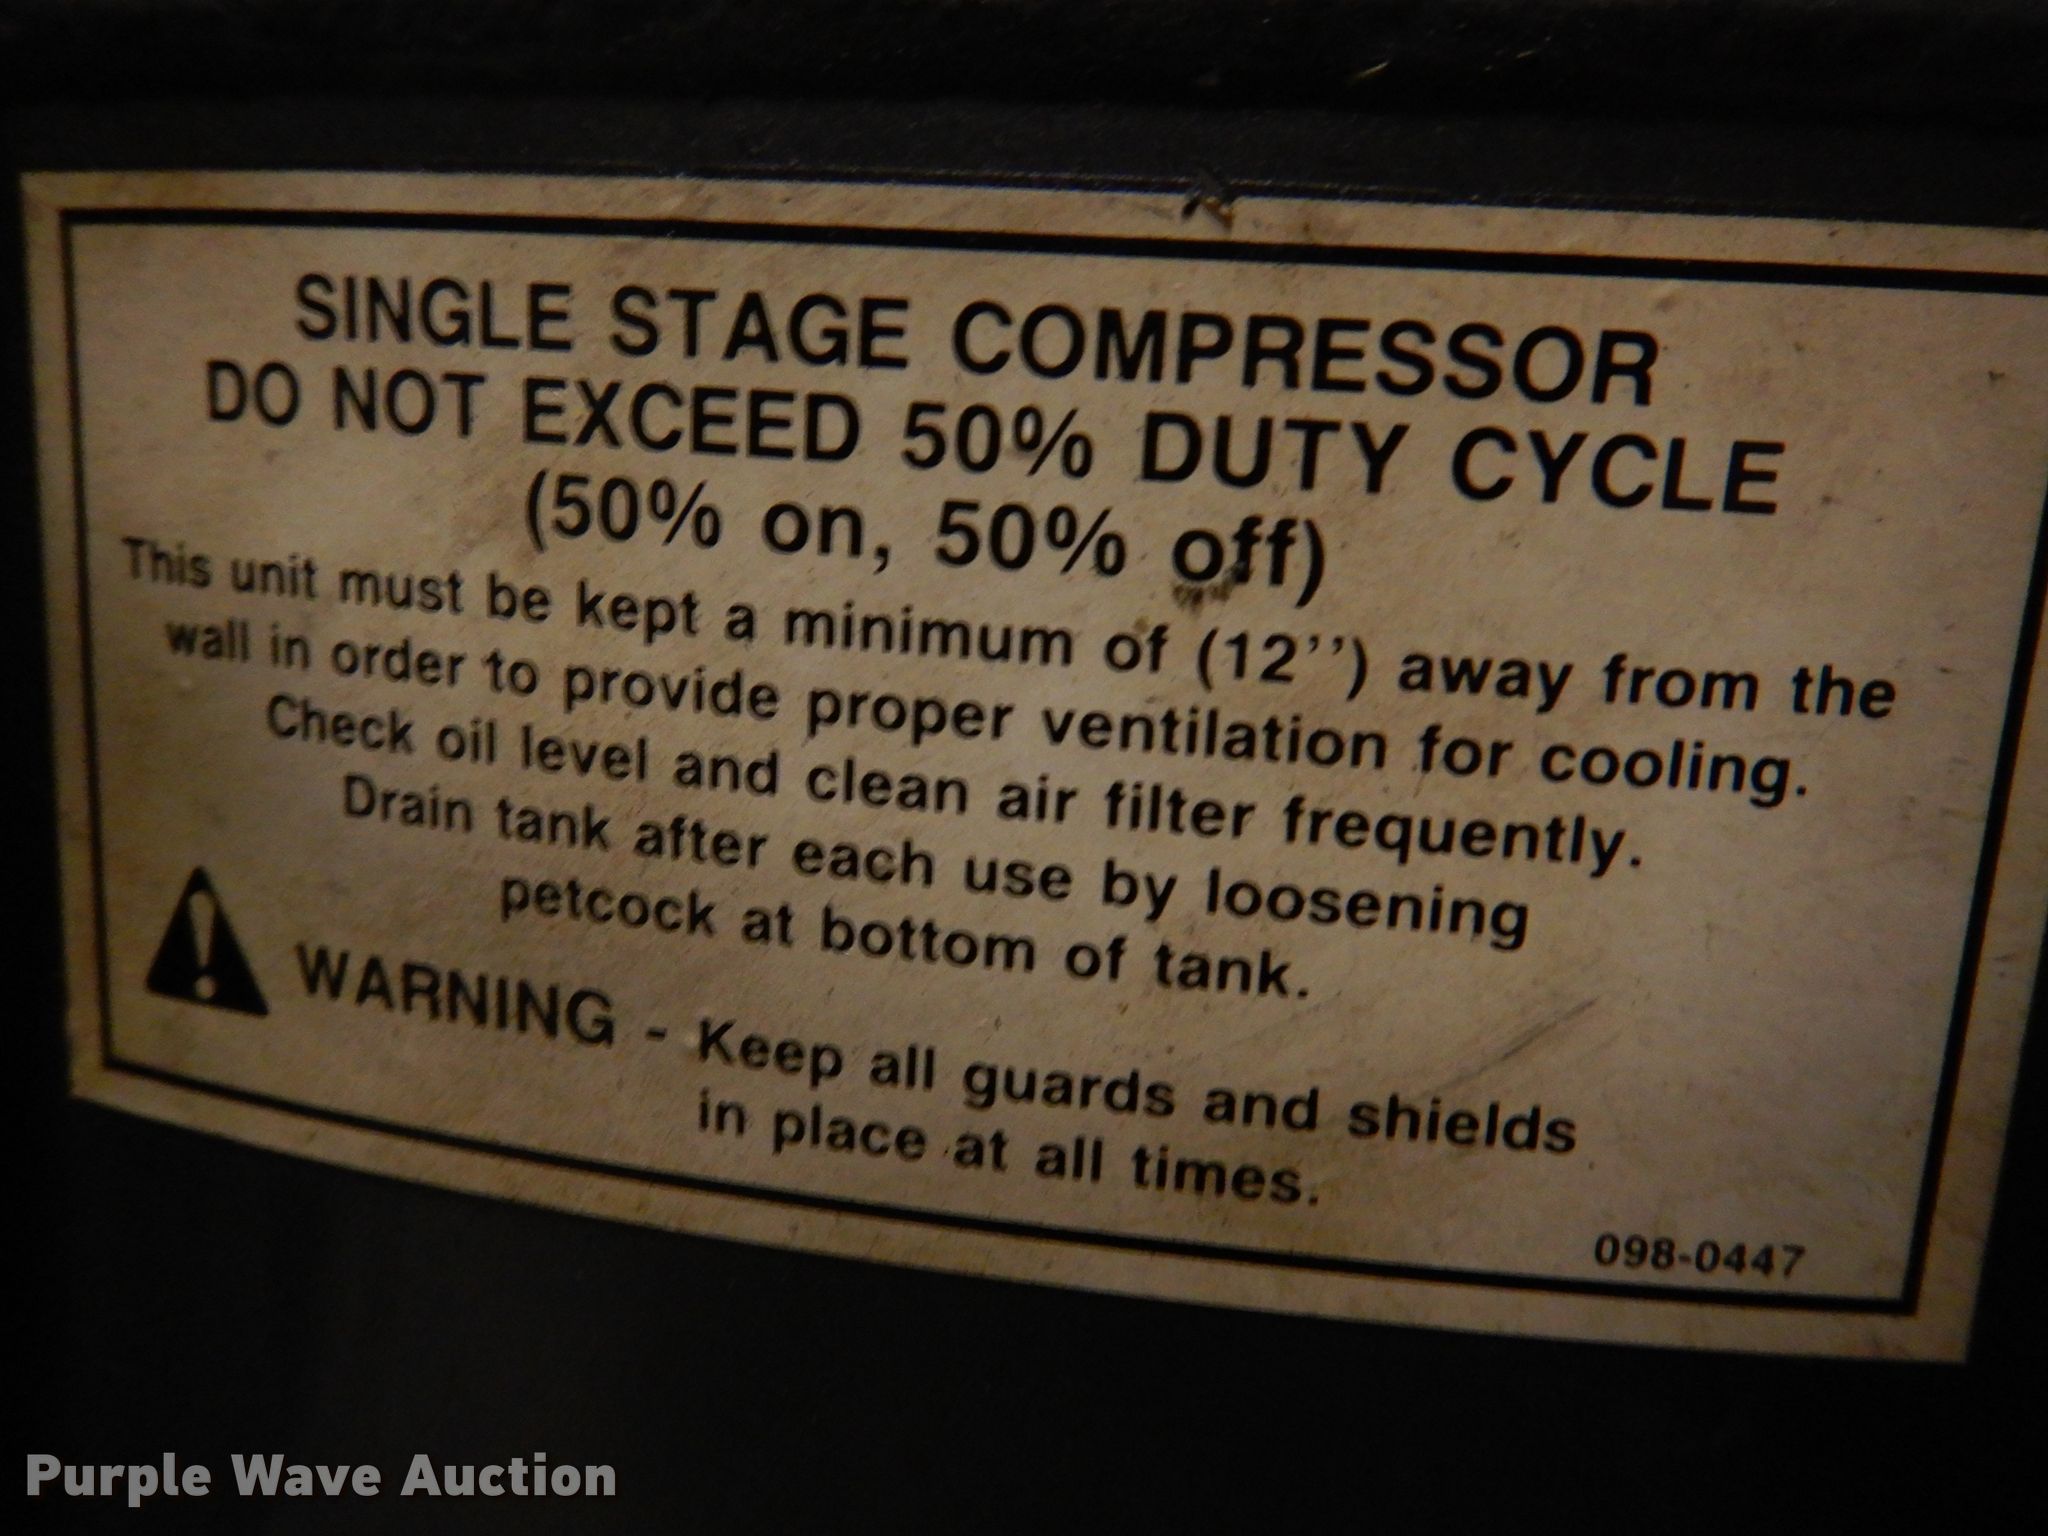 SINGLE STAGE COMPRESSOR
DO NOT EXCEED 50% DUTY CYCLE
(50% on, 50% off)
This unit must be kept a minimum of (12’’) away from the
wall in order to provide proper ventilation for cooling.
Check oil level and clean air filter frequently.
Drain tank after each use by loosening
petcock at bottom of tank.
WARNING - Keep all guards and shields
in place at all times.
098-0447
Purple Wave Auction